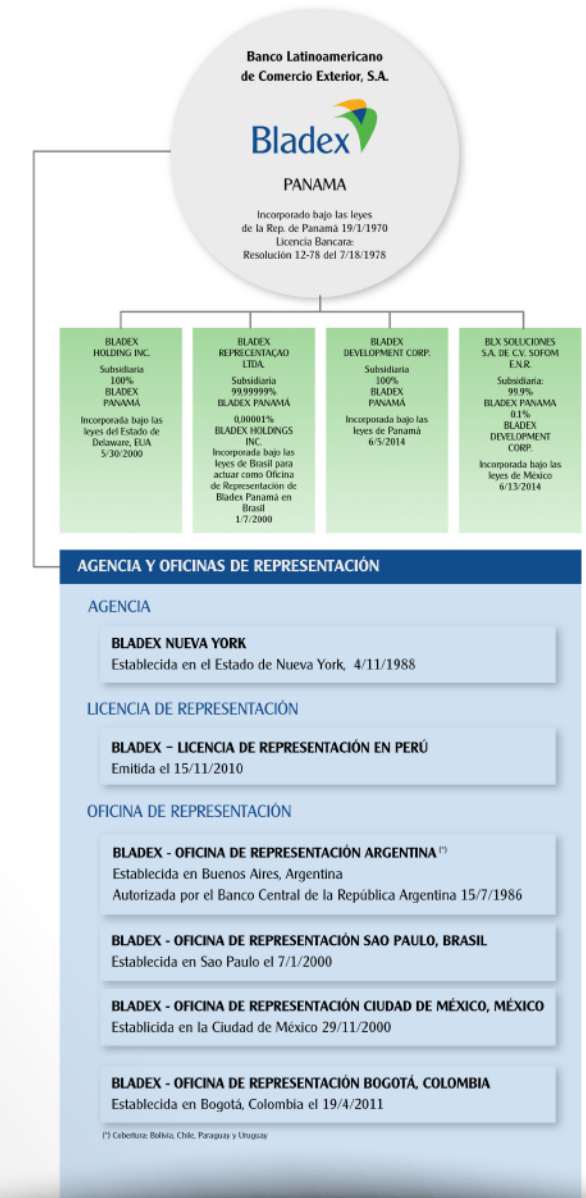 Banco Latinoamericano
de Comercio Exterior, S.A.
Bladex
PANAMA
Incorporado bajo las leyes
de la Rep. de Panamá 19/1/1970
Licencia Bancara:
Resolución 12-78 del 7/18/1978
BLADEX
HOLDING INC.
Subsidiaria
100%
BLADEX
PANAMÁ
Incorporada bajo las
leyes del Estado de
Delaware, EUA
5/30/2000
BLADEX
REPRECENTAÇAO
LTDA.
Subsidiaria
99,99999%
BLADEX PANAMÁ
0,00001%
BLADEX HOLDINGS
INC.
Incorporada bajo las
leyes de Brasil para
actuar como Oficina
de Representación de
Bladex Panamá en
Brasil
1/7/2000
BLADEX
DEVELOPMENT CORP.
Subsidiaria
100%
BLADEX
PANAMÁ
Incorporada bajo las
leyes de Panamá
6/5/2014
BLX SOLUCIONES
S.A. DE C.V. SOFOM
E.N.R.
Subsidiaria:
99.9%
BLADEX PANAMA
0.1%
BLADEX
DEVELOPMENT
CORP.
Incorporada bajo las
leyes de México
6/13/2014
AGENCIA Y OFICINAS DE REPRESENTACIÓN
AGENCIA
BLADEX NUEVA YORK
Establecida en el Estado de Nueva York, 4/11/1988
LICENCIA DE REPRESENTACIÓN
BLADEX – LICENCIA DE REPRESENTACIÓN EN PERÚ
Emitida el 15/11/2010
OFICINA DE REPRESENTACIÓN
BLADEX - OFICINA DE REPRESENTACIÓN ARGENTINA (*)
Establecida en Buenos Aires, Argentina
Autorizada por el Banco Central de la República Argentina 15/7/1986
BLADEX - OFICINA DE REPRESENTACIÓN SAO PAULO, BRASIL
Establecida en Sao Paulo el 7/1/2000
BLADEX - OFICINA DE REPRESENTACIÓN CIUDAD DE MÉXICO, MÉXICO
Establicida en la Ciudad de México 29/11/2000
BLADEX - OFICINA DE REPRESENTACIÓN BOGOTÁ, COLOMBIA
Establecida en Bogotá, Colombia el 19/4/2011
(*) Cobertura: Bolivia, Chile, Paraguay y Uruguay